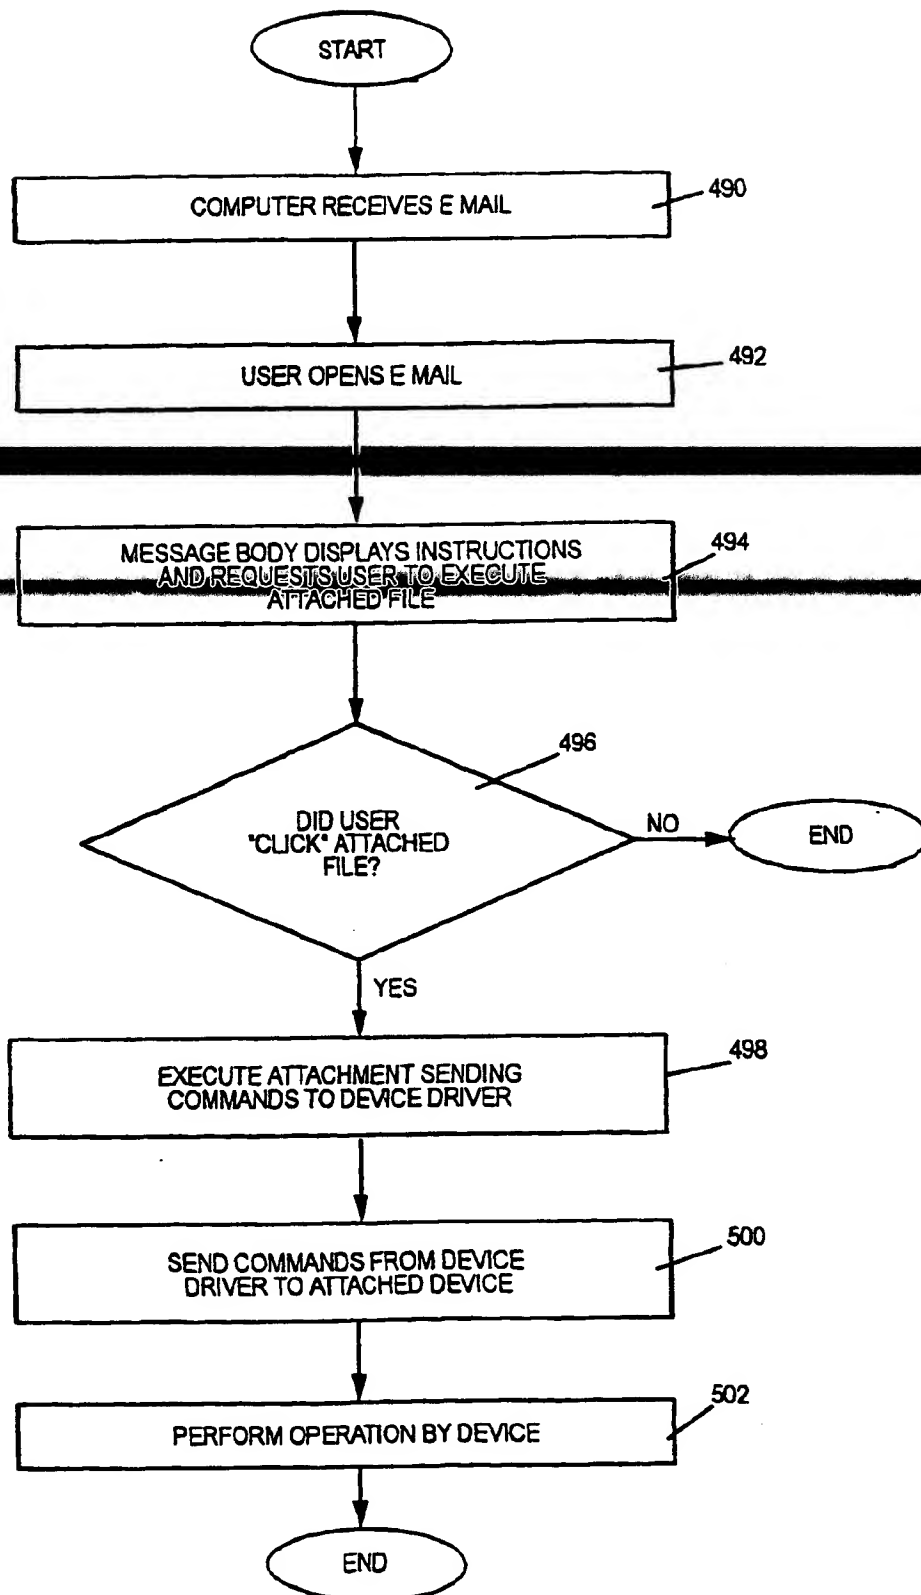 START
COMPUTER RECEIVES E MAIL
490
USER OPENS E MAIL
492
MESSAGE BODY DISPLAYS INSTRUCTIONS
AND REQUESTS USER TO EXECUTE
ATTACHED FILE
494
496
DID USER
"CLICK" ATTACHED
FILE?
NO
END
YES
EXECUTE ATTACHMENT SENDING
COMMANDS TO DEVICE DRIVER
498
SEND COMMANDS FROM DEVICE
DRIVER TO ATTACHED DEVICE
500
PERFORM OPERATION BY DEVICE
502
END